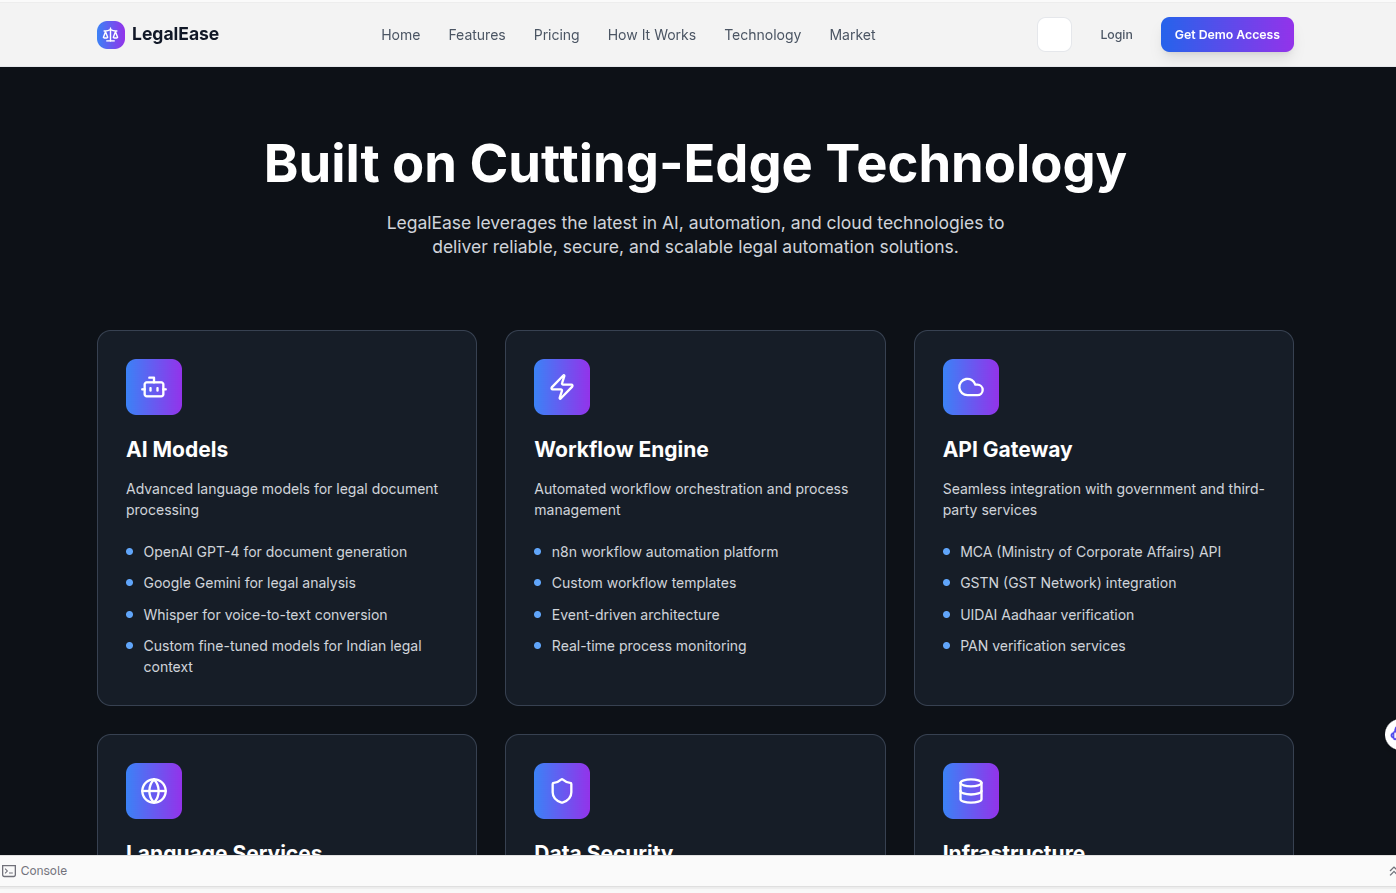 LegalEase
Home
Features
Pricing
How It Works
Technology
Market
Login
Get Demo Access
Built on Cutting-Edge Technology
LegalEase leverages the latest in AI, automation, and cloud technologies to
deliver reliable, secure, and scalable legal automation solutions.
AI Models
Advanced language models for legal document
processing
OpenAI GPT-4 for document generation
Google Gemini for legal analysis
Whisper for voice-to-text conversion
Custom fine-tuned models for Indian legal
context
Workflow Engine
Automated workflow orchestration and process
management
n8n workflow automation platform
Custom workflow templates
Event-driven architecture
Real-time process monitoring
API Gateway
Seamless integration with government and third-
party services
MCA (Ministry of Corporate Affairs) API
GSTN (GST Network) integration
UIDAI Aadhaar verification
PAN verification services
Language Services
Data Security
Infrastructure
Console